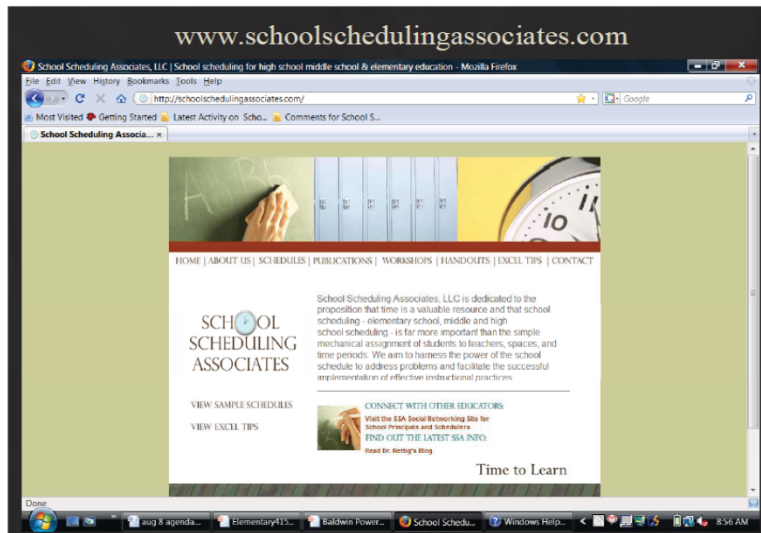 www.schoolschedulingassociates.com
School Scheduling Associates, LLC | School scheduling for high school middle school & elementary education - Mozilla Firefox
File Edit View History Bookmarks Tools Help
http://schoolschedulingassociates.com/
Google
Most Visited Getting Started Latest Activity on Scho... Comments for School S...
School Scheduling Associa... ×
A B b
10
11
HOME | ABOUT US | SCHEDULES | PUBLICATIONS | WORKSHOPS | HANDOUTS | EXCEL TIPS | CONTACT
SCHOOL
SCHEDULING
ASSOCIATES
VIEW SAMPLE SCHEDULES
VIEW EXCEL TIPS
School Scheduling Associates, LLC is dedicated to the
proposition that time is a valuable resource and that school
scheduling - elementary school, middle and high
school scheduling - is far more important than the simple
mechanical assignment of students to teachers, spaces, and
time periods. We aim to harness the power of the school
schedule to address problems and facilitate the successful
implementation of effective instructional practices
CONNECT WITH OTHER EDUCATORS:
Visit the SSA Social Networking Site for
School Principals and Schedulers
FIND OUT THE LATEST SSA INFO:
Read Dr. Rettig's Blog
Time to Learn
Done
aug 8 agenda... Elementary415... Baldwin Power... School Schedu... Windows Help... 8:56 AM